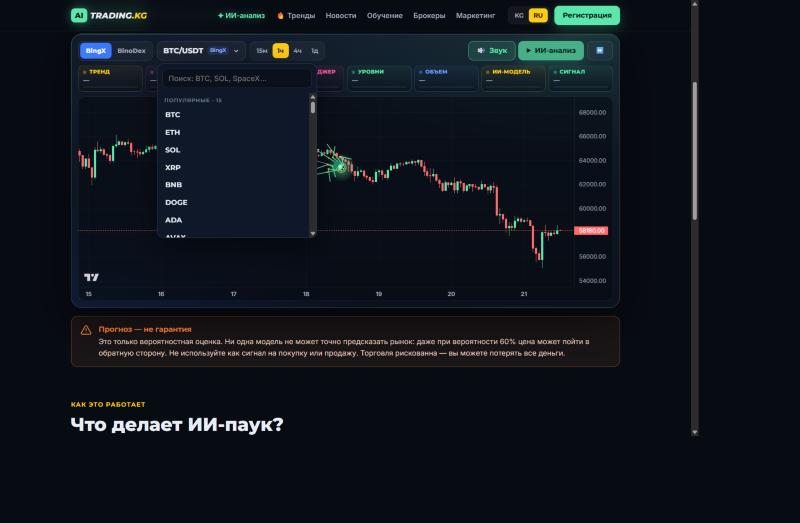 AI TRADING.KG
✦ ИИ-анализ
Тренды
Новости
Обучение
Брокеры
Маркетинг
KG
RU
Регистрация
BingX
BinoDex
BTC/USDT BingX
15м
1ч
4ч
1д
Звук
ИИ-анализ
ТРЕНД
ДЖЕР
УРОВНИ
ОБЪЕМ
ИИ-МОДЕЛЬ
СИГНАЛ
Поиск: BTC, SOL, SpaceX...
ПОПУЛЯРНЫЕ · 15
BTC
ETH
SOL
XRP
BNB
DOGE
ADA
AVAX
68000.00
66000.00
64000.00
62000.00
60000.00
58180.00
56000.00
54000.00
15
16
17
18
19
20
21
Прогноз — не гарантия
Это только вероятностная оценка. Ни одна модель не может точно предсказать рынок: даже при вероятности 60% цена может пойти в
обратную сторону. Не используйте как сигнал на покупку или продажу. Торговля рискованна — вы можете потерять все деньги.
КАК ЭТО РАБОТАЕТ
Что делает ИИ-паук?